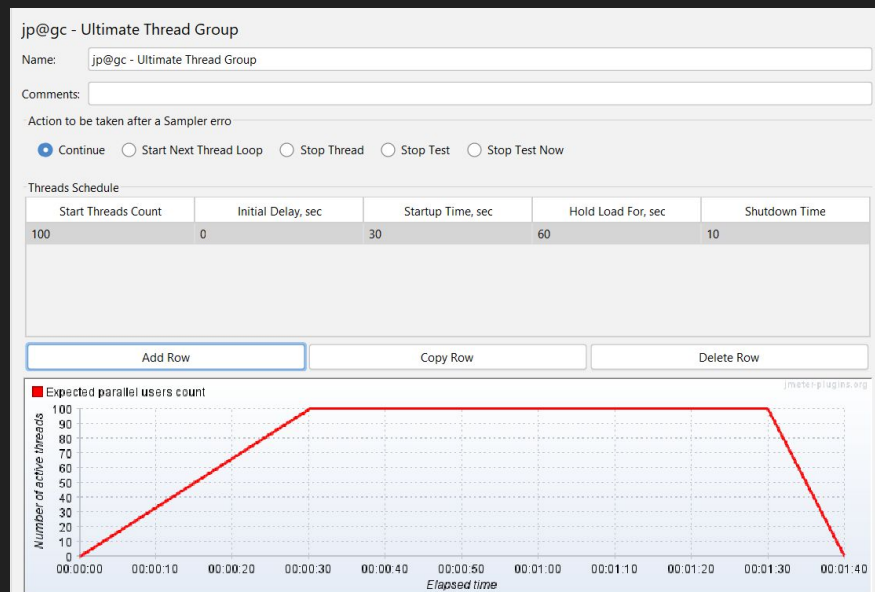 jp@gc - Ultimate Thread Group
Name: jp@gc - Ultimate Thread Group
Comments:
Action to be taken after a Sampler erro
Continue Start Next Thread Loop Stop Thread Stop Test Stop Test Now
Threads Schedule
Start Threads Count Initial Delay, sec Startup Time, sec Hold Load For, sec Shutdown Time
100 0 30 60 10
Add Row Copy Row Delete Row
jmeter-plugins.org
Expected parallel users count
Number of active threads
100
90
80
70
60
50
40
30
20
10
0
00:00:00 00:00:10 00:00:20 00:00:30 00:00:40 00:00:50 00:01:00 00:01:10 00:01:20 00:01:30 00:01:40
Elapsed time